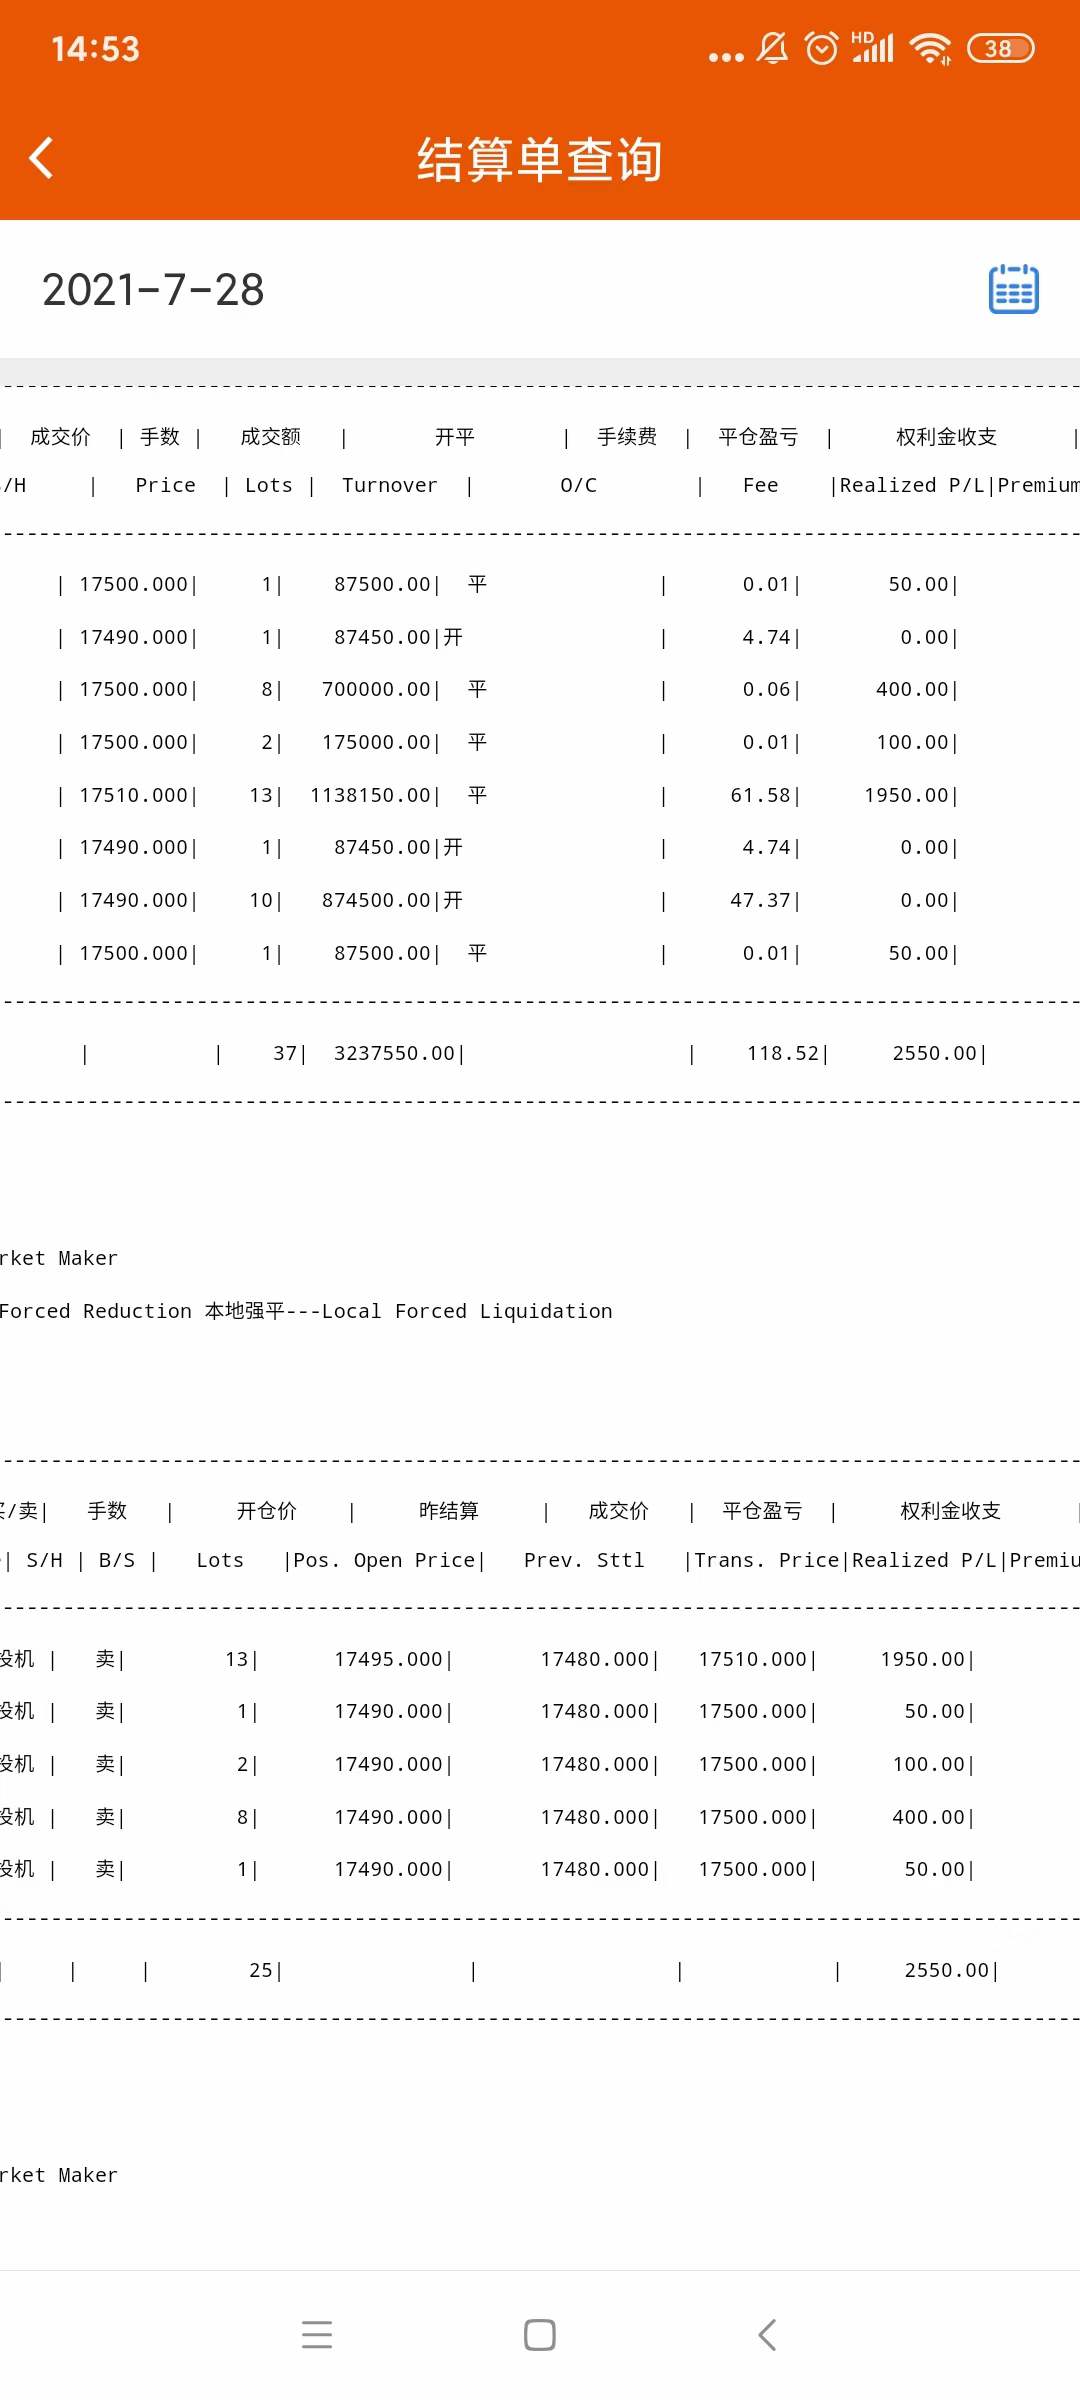 14:53
HD
38
结算单查询
2021-7-28
| 成交价 | 手数 | 成交额 | 开平 | 手续费 | 平仓盈亏 | 权利金收支 |
/H | Price | Lots | Turnover | O/C | Fee |Realized P/L|Premium
| 17500.000| 1| 87500.00| 平 | 0.01| 50.00|
| 17490.000| 1| 87450.00|开 | 4.74| 0.00|
| 17500.000| 8| 700000.00| 平 | 0.06| 400.00|
| 17500.000| 2| 175000.00| 平 | 0.01| 100.00|
| 17510.000| 13| 1138150.00| 平 | 61.58| 1950.00|
| 17490.000| 1| 87450.00|开 | 4.74| 0.00|
| 17490.000| 10| 874500.00|开 | 47.37| 0.00|
| 17500.000| 1| 87500.00| 平 | 0.01| 50.00|
| | 37| 3237550.00| | 118.52| 2550.00|
rket Maker
Forced Reduction 本地强平---Local Forced Liquidation
/卖| 手数 | 开仓价 | 昨结算 | 成交价 | 平仓盈亏 | 权利金收支 |
| S/H | B/S | Lots |Pos. Open Price| Prev. Sttl |Trans. Price|Realized P/L|Premiu
投机 | 卖| 13| 17495.000| 17480.000| 17510.000| 1950.00|
投机 | 卖| 1| 17490.000| 17480.000| 17500.000| 50.00|
投机 | 卖| 2| 17490.000| 17480.000| 17500.000| 100.00|
投机 | 卖| 8| 17490.000| 17480.000| 17500.000| 400.00|
投机 | 卖| 1| 17490.000| 17480.000| 17500.000| 50.00|
| | | 25| | | | 2550.00|
rket Maker